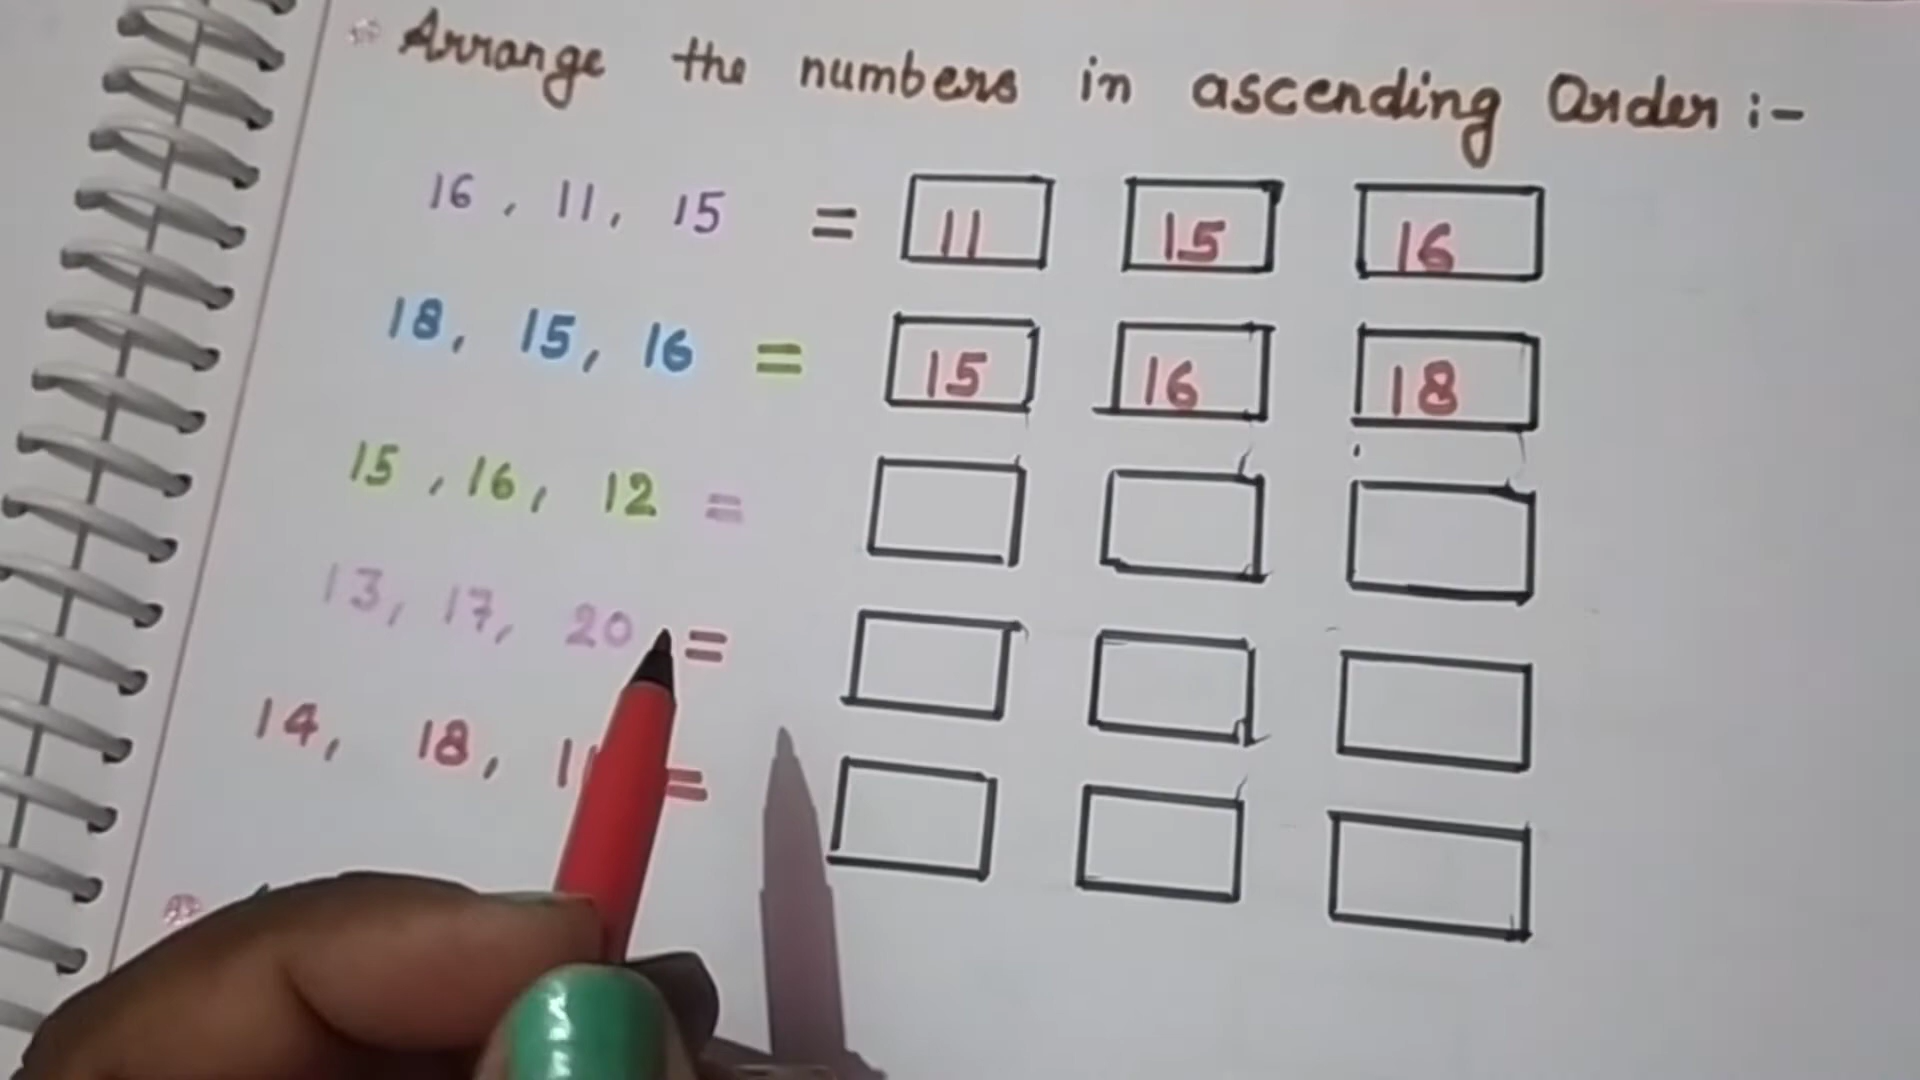 Arrange the numbers in ascending Order :-
16, 11, 15 = 11 15 16
18, 15, 16 = 15 16 18
15, 16, 12 =
13, 17, 20 =
14, 18, =